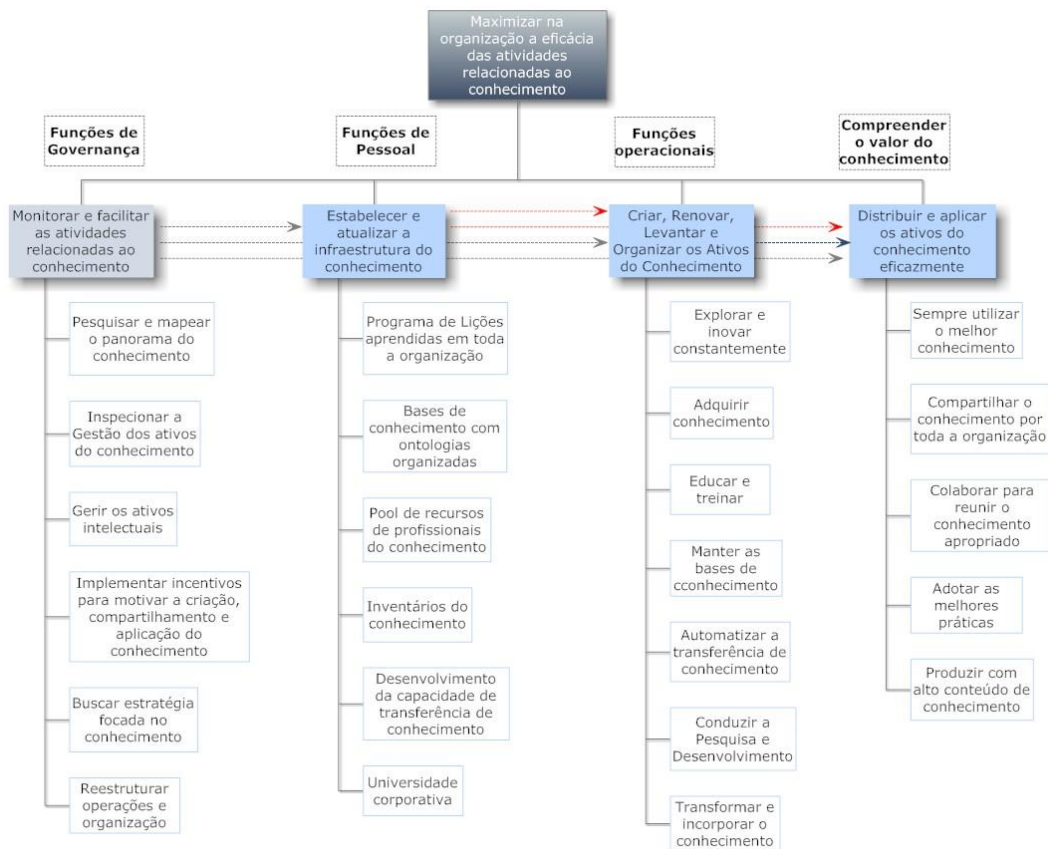 Maximizar na
organização a eficácia
das atividades
relacionadas ao
conhecimento
Funções de
Governança
Funções de
Pessoal
Funções
operacionais
Compreender
o valor do
conhecimento
Monitorar e facilitar
as atividades
relacionadas ao
conhecimento
Estabelecer e
atualizar a
infraestrutura do
conhecimento
Criar, Renovar,
Levantar e
Organizar os Ativos
do Conhecimento
Distribuir e aplicar
os ativos do
conhecimento
eficazmente
Pesquisar e mapear
o panorama do
conhecimento
Inspecionar a
Gestão dos ativos
do conhecimento
Gerir os ativos
intelectuais
Implementar incentivos
para motivar a criação,
compartilhamento e
aplicação do
conhecimento
Buscar estratégia
focada no
conhecimento
Reestruturar
operações e
organização
Programa de Lições
aprendidas em toda
a organização
Bases de
conhecimento com
ontologias
organizadas
Pool de recursos
de profissionais
do conhecimento
Inventários do
conhecimento
Desenvolvimento
da capacidade de
transferência de
conhecimento
Universidade
corporativa
Explorar e
inovar
constantemente
Adquirir
conhecimento
Educar e
treinar
Manter as
bases de
cconhecimento
Automatizar a
transferência de
conhecimento
Conduzir a
Pesquisa e
Desenvolvimento
Transformar e
incorporar o
conhecimento
Sempre utilizar
o melhor
conhecimento
Compartilhar o
conhecimento por
toda a organização
Colaborar para
reunir o
conhecimento
apropriado
Adotar as
melhores
práticas
Produzir com
alto conteúdo de
conhecimento